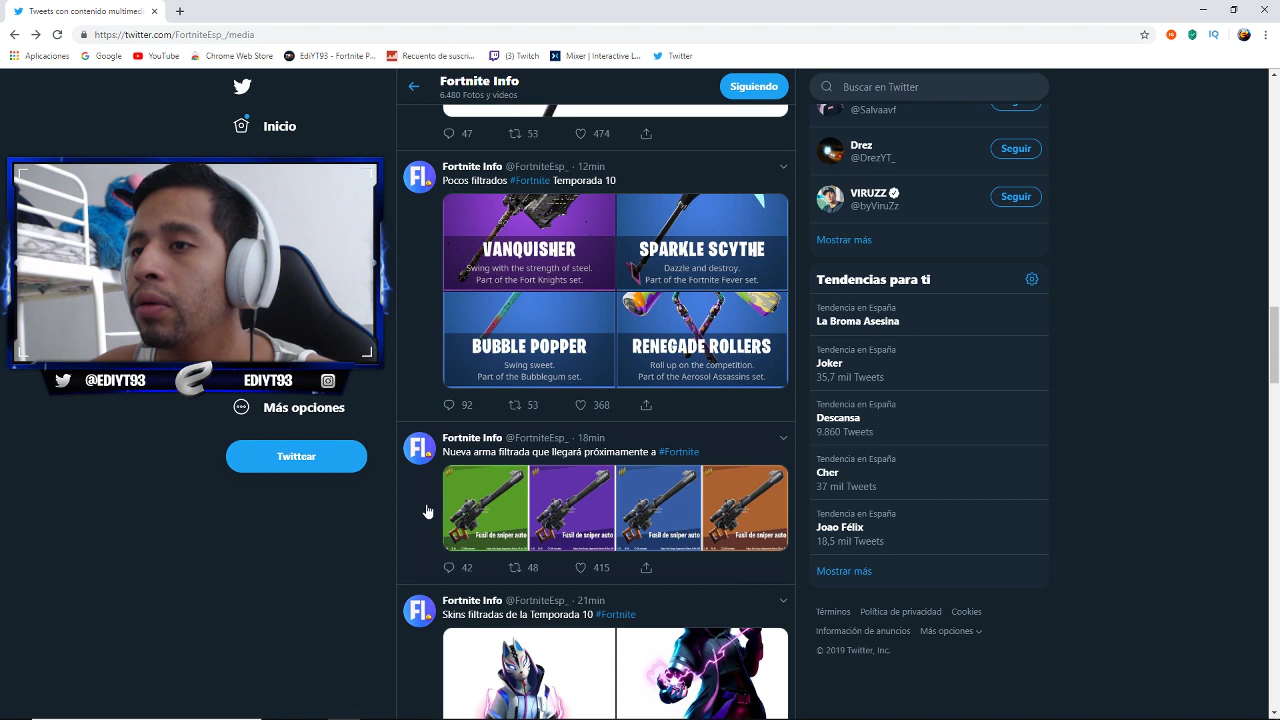 Tweets con contenido multimedi
https://twitter.com/FortniteEsp_/media
Aplicaciones
Google
YouTube
Chrome Web Store
EdiYT93 - Fortnite P...
Recuento de suscri...
(3) Twitch
Mixer | Interactive L...
Twitter
Inicio
@EDIYT93
EDIYT93
Más opciones
Twittear
Fortnite Info
6.480 Fotos y vídeos
Siguiendo
47 53 474
Fortnite Info @FortniteEsp_ · 12min
Pocos filtrados #Fortnite Temporada 10
VANQUISHER
Swing with the strength of steel.
Part of the Fort Knights set.
SPARKLE SCYTHE
Dazzle and destroy.
Part of the Fortnite Fever set.
BUBBLE POPPER
Swing sweet.
Part of the Bubblegum set.
RENEGADE ROLLERS
Roll up on the competition.
Part of the Aerosol Assassins set.
92 53 368
Fortnite Info @FortniteEsp_ · 18min
Nueva arma filtrada que llegará próximamente a #Fortnite
Fusil de sniper auto
Fusil de sniper auto
Fusil de sniper auto
Fusil de sniper auto
42 48 415
Fortnite Info @FortniteEsp_ · 21min
Skins filtradas de la Temporada 10 #Fortnite
Buscar en Twitter
@Salvaavf
Drez
@DrezYT_
Seguir
VIRUZZ
@byViruZz
Seguir
Mostrar más
Tendencias para ti
Tendencia en España
La Broma Asesina
Tendencia en España
Joker
35,7 mil Tweets
Tendencia en España
Descansa
9.860 Tweets
Tendencia en España
Cher
37 mil Tweets
Tendencia en España
Joao Félix
18,5 mil Tweets
Mostrar más
Términos Política de privacidad Cookies
Información de anuncios Más opciones
© 2019 Twitter, Inc.